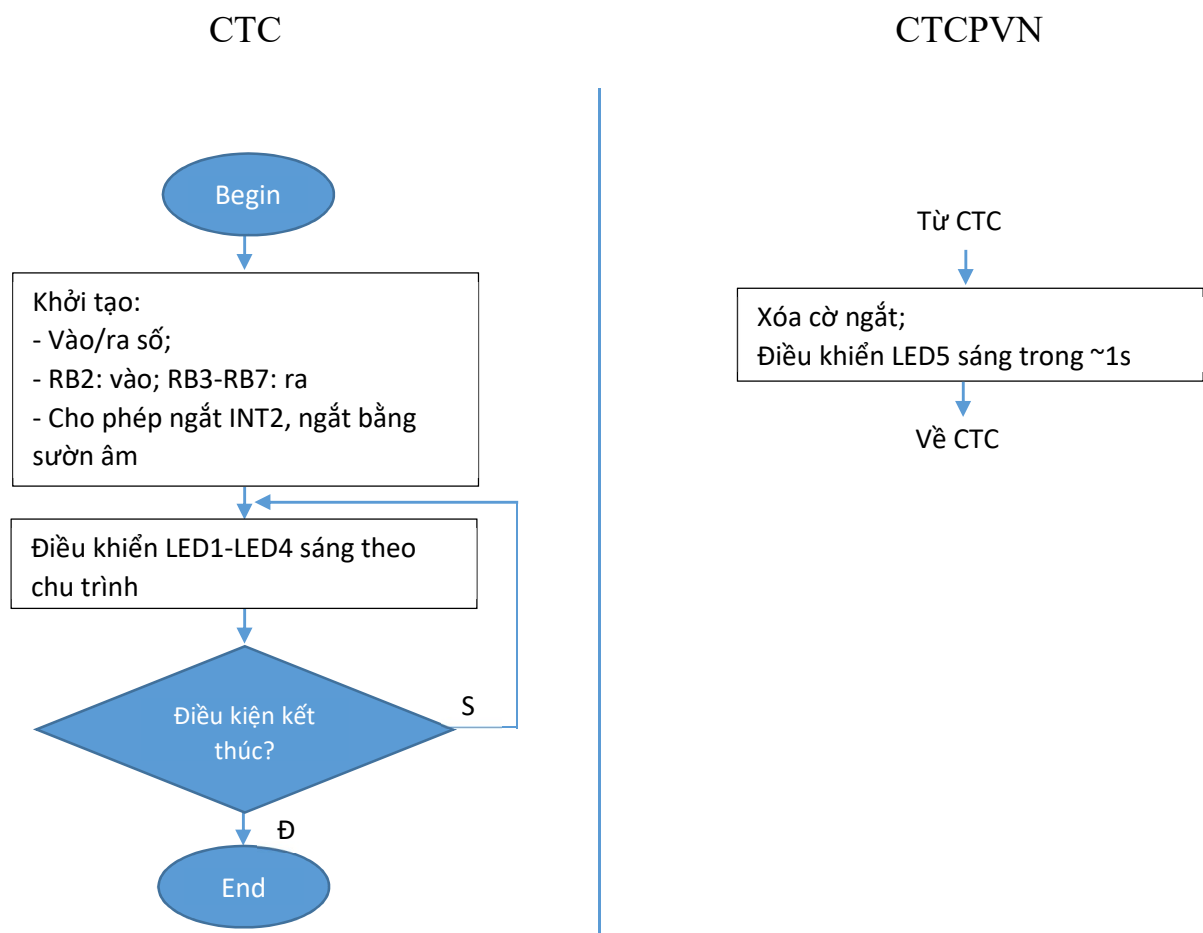 CTC
Begin
Khởi tạo:
- Vào/ra số;
- RB2: vào; RB3-RB7: ra
- Cho phép ngắt INT2, ngắt bằng
sườn âm
Điều khiển LED1-LED4 sáng theo
chu trình
Điều kiện kết
thúc?
S
Đ
End
CTCPVN
Từ CTC
Xóa cờ ngắt;
Điều khiển LED5 sáng trong ~1s
Về CTC